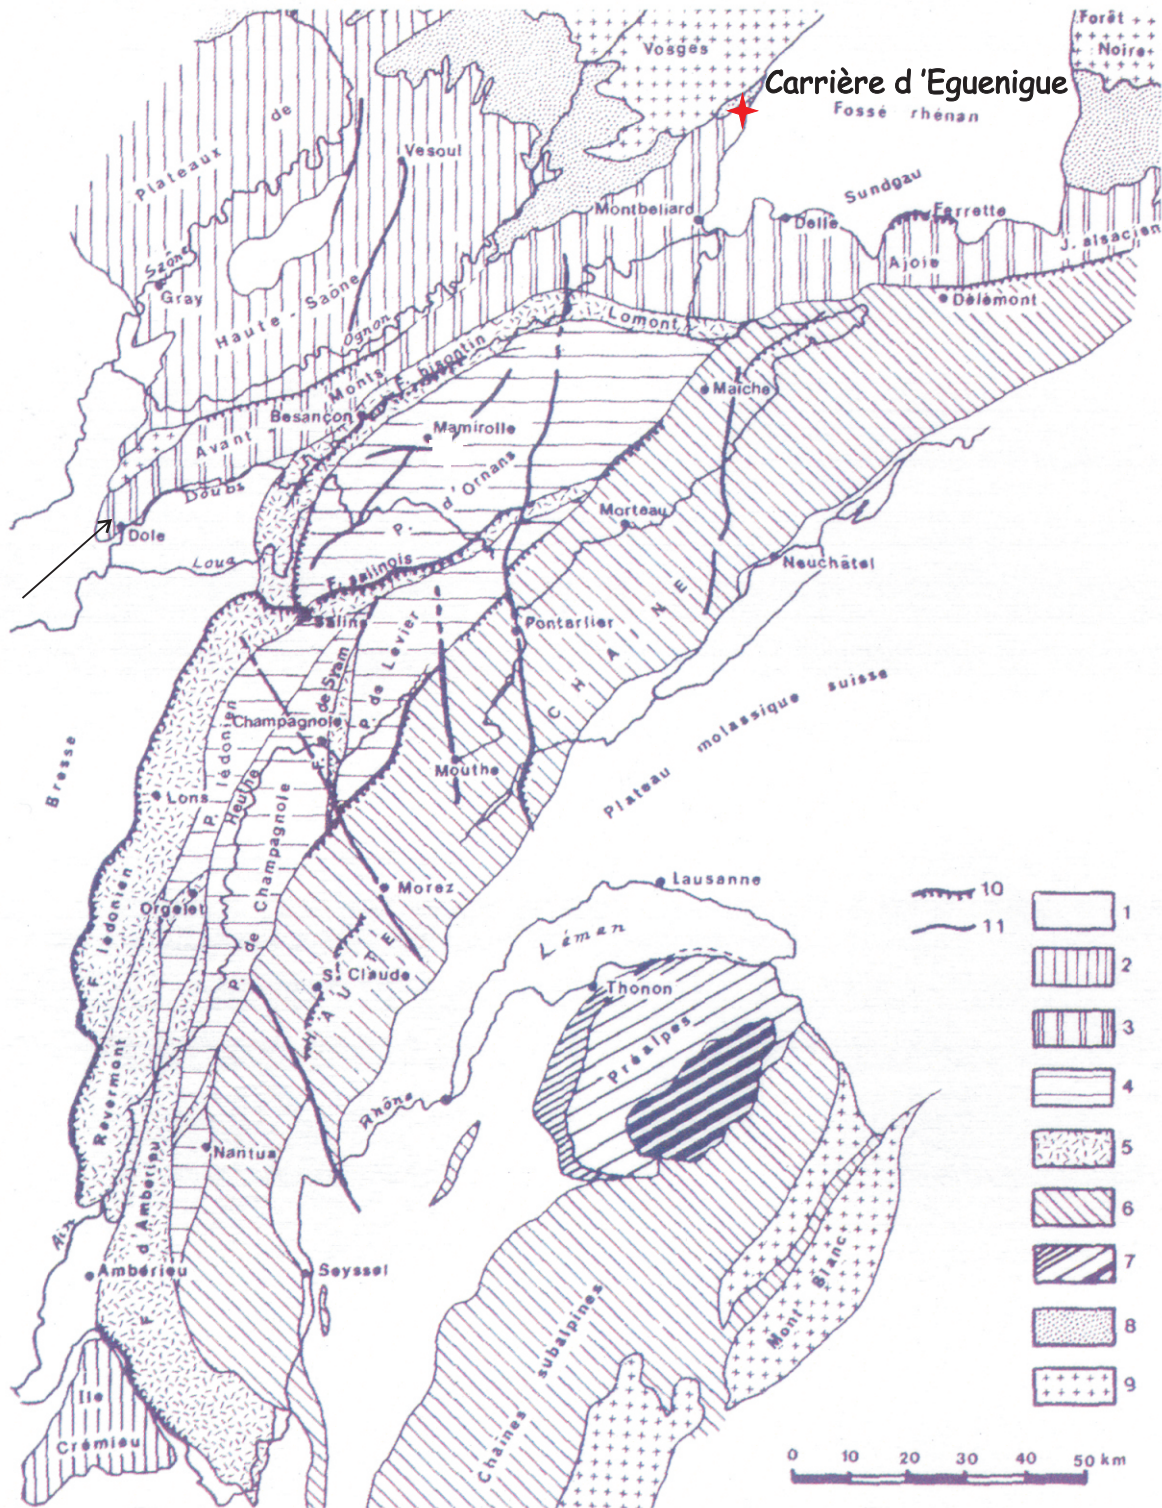 Forêt
Noire
Vosges
Carrière d 'Eguenigue
Fossé rhénan
Plateaux de
Vesoul
Sundgau
Montbéliard
Delle
Ferrette
J. alsacien
Ajoie
Saône
Gray
Haute - Saône
Délémont
Ognon
Lomont
F. bisontin
Monts
Avant
Besançon
Maîche
Mamirolle
P. d'Ornans
Doubs
Dole
Morteau
Loue
Neuchâtel
F. salinois
Salins
Pontarlier
P. de Levier
F. de Syam
CHAINE
Champagnole
Plateau molassique suisse
Bresse
P. lédonien
Heute
Mouthe
Lons
P. de Champagnole
Morez
Lausanne
10
11
1
Orgelet
F. lédonien
Léman
St Claude
HAUTE
2
Thonon
3
Préalpes
Revermont
Rhône
4
Nantua
5
Ain
F. d'Ambérieu
6
Ambérieu
Seyssel
7
Mont Blanc
8
Chaînes subalpines
9
Ile
Crémieu
0 10 20 30 40 50 km